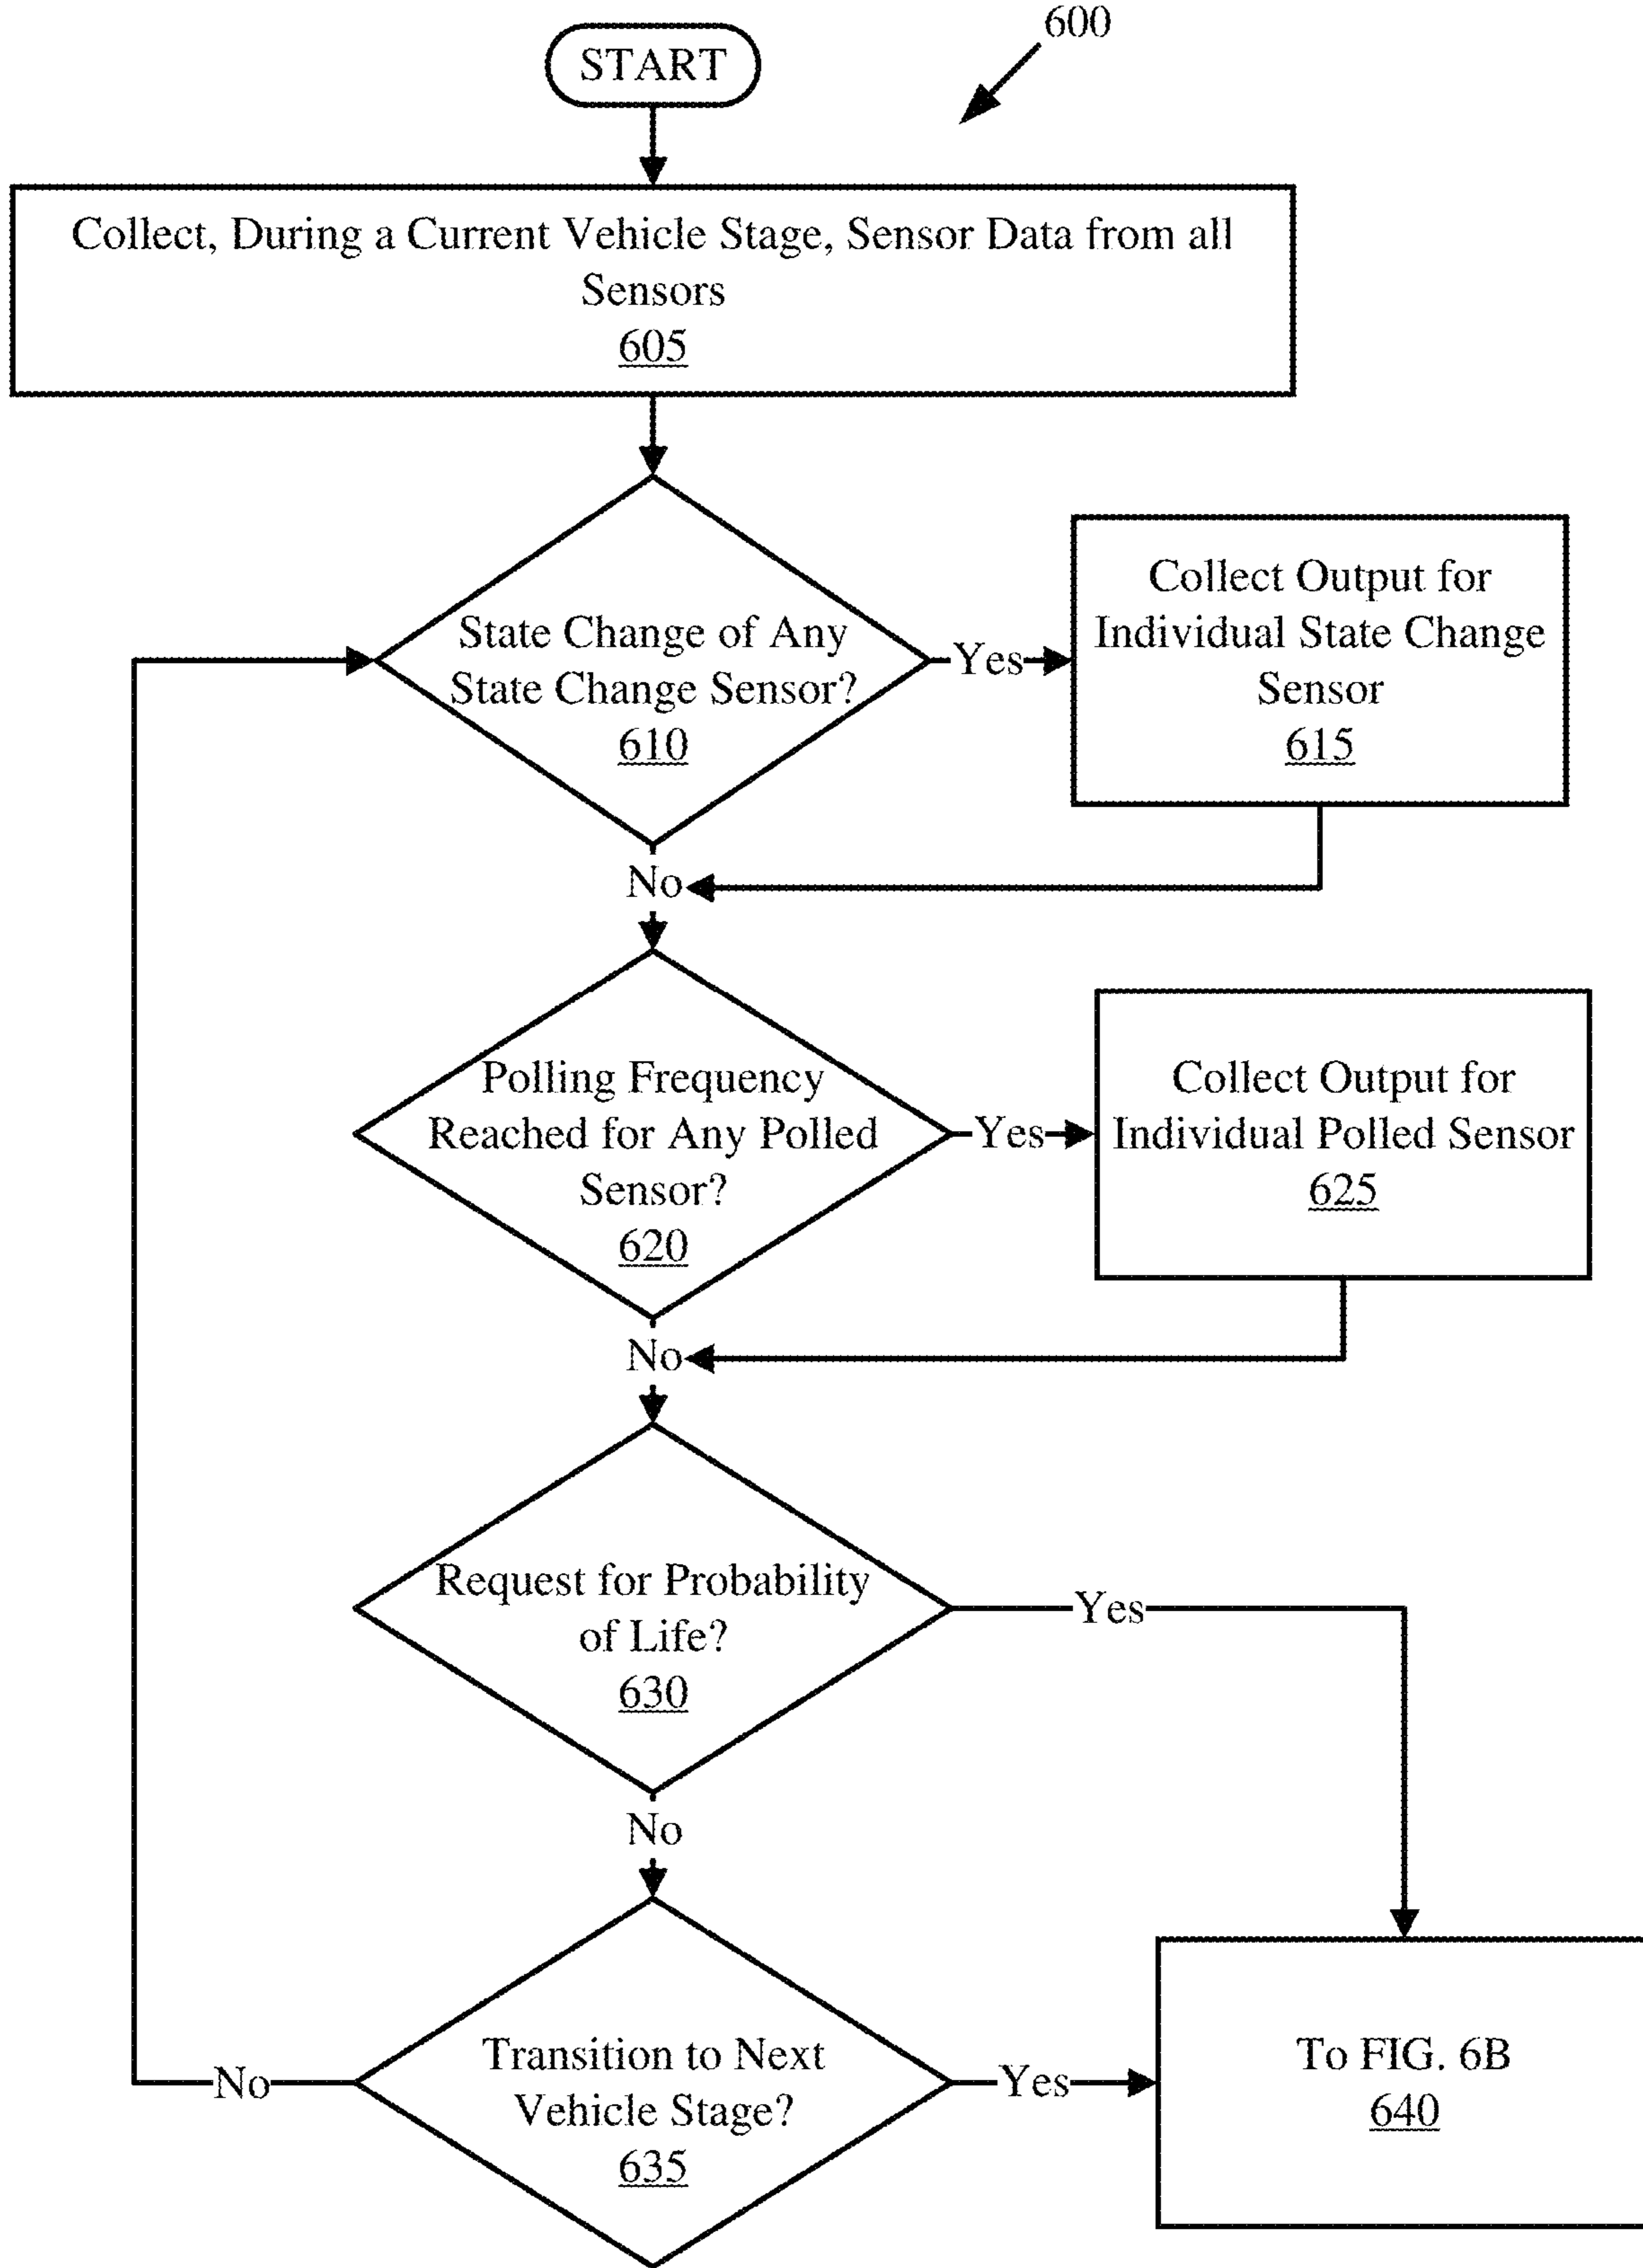 600
START
Collect, During a Current Vehicle Stage, Sensor Data from all
Sensors
605
State Change of Any
State Change Sensor?
610
Yes
Collect Output for
Individual State Change
Sensor
615
No
Polling Frequency
Reached for Any Polled
Sensor?
620
Yes
Collect Output for
Individual Polled Sensor
625
No
Request for Probability
of Life?
630
Yes
No
Transition to Next
Vehicle Stage?
635
No
Yes
To FIG. 6B
640